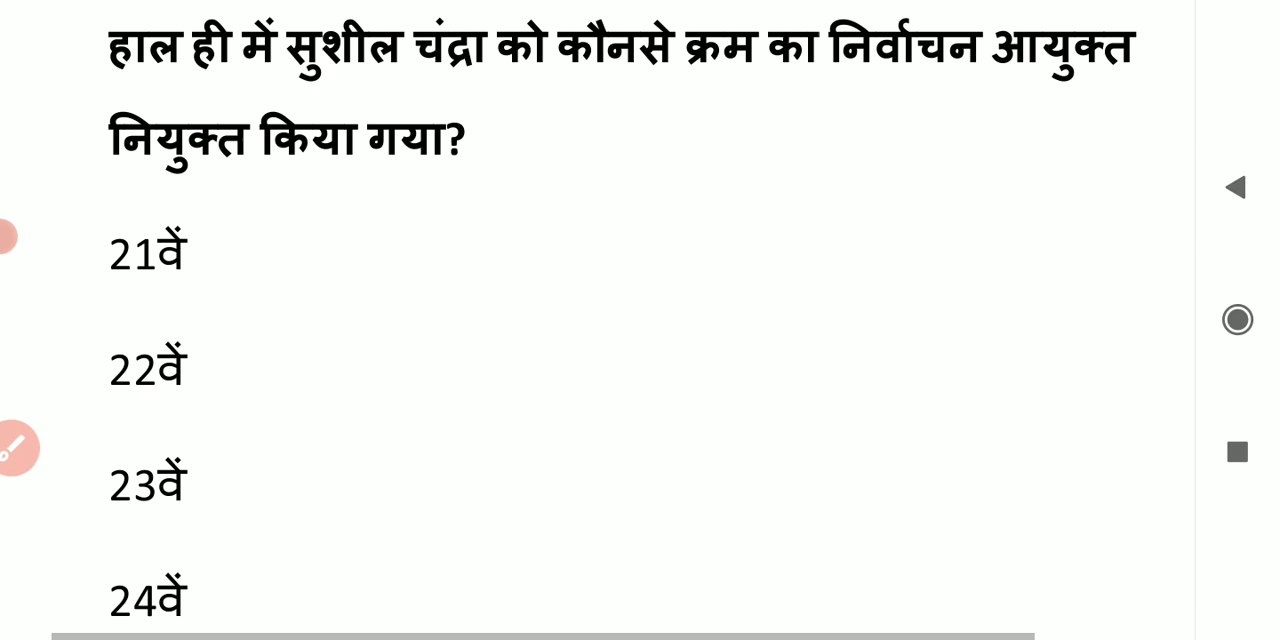 हाल ही में सुशील चंद्रा को कौनसे क्रम का निर्वाचन आयुक्त
नियुक्त किया गया?
21वें
22वें
23वें
24वें